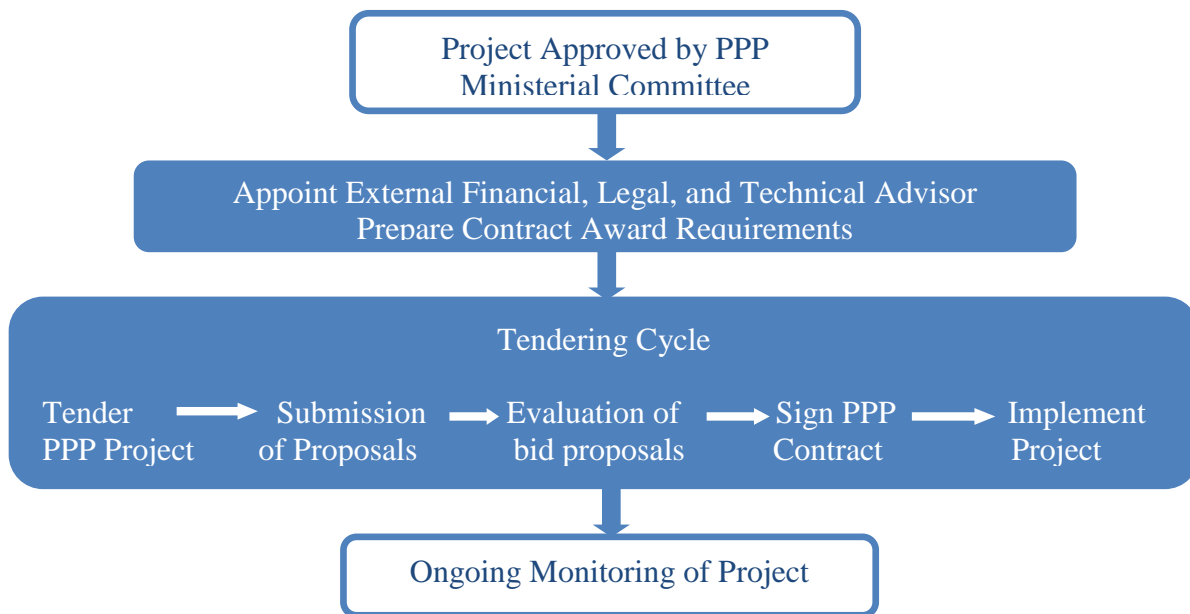 Project Approved by PPP
Ministerial Committee
Appoint External Financial, Legal, and Technical Advisor
Prepare Contract Award Requirements
Tendering Cycle
Tender
PPP Project
Submission
of Proposals
Evaluation of
bid proposals
Sign PPP
Contract
Implement
Project
Ongoing Monitoring of Project